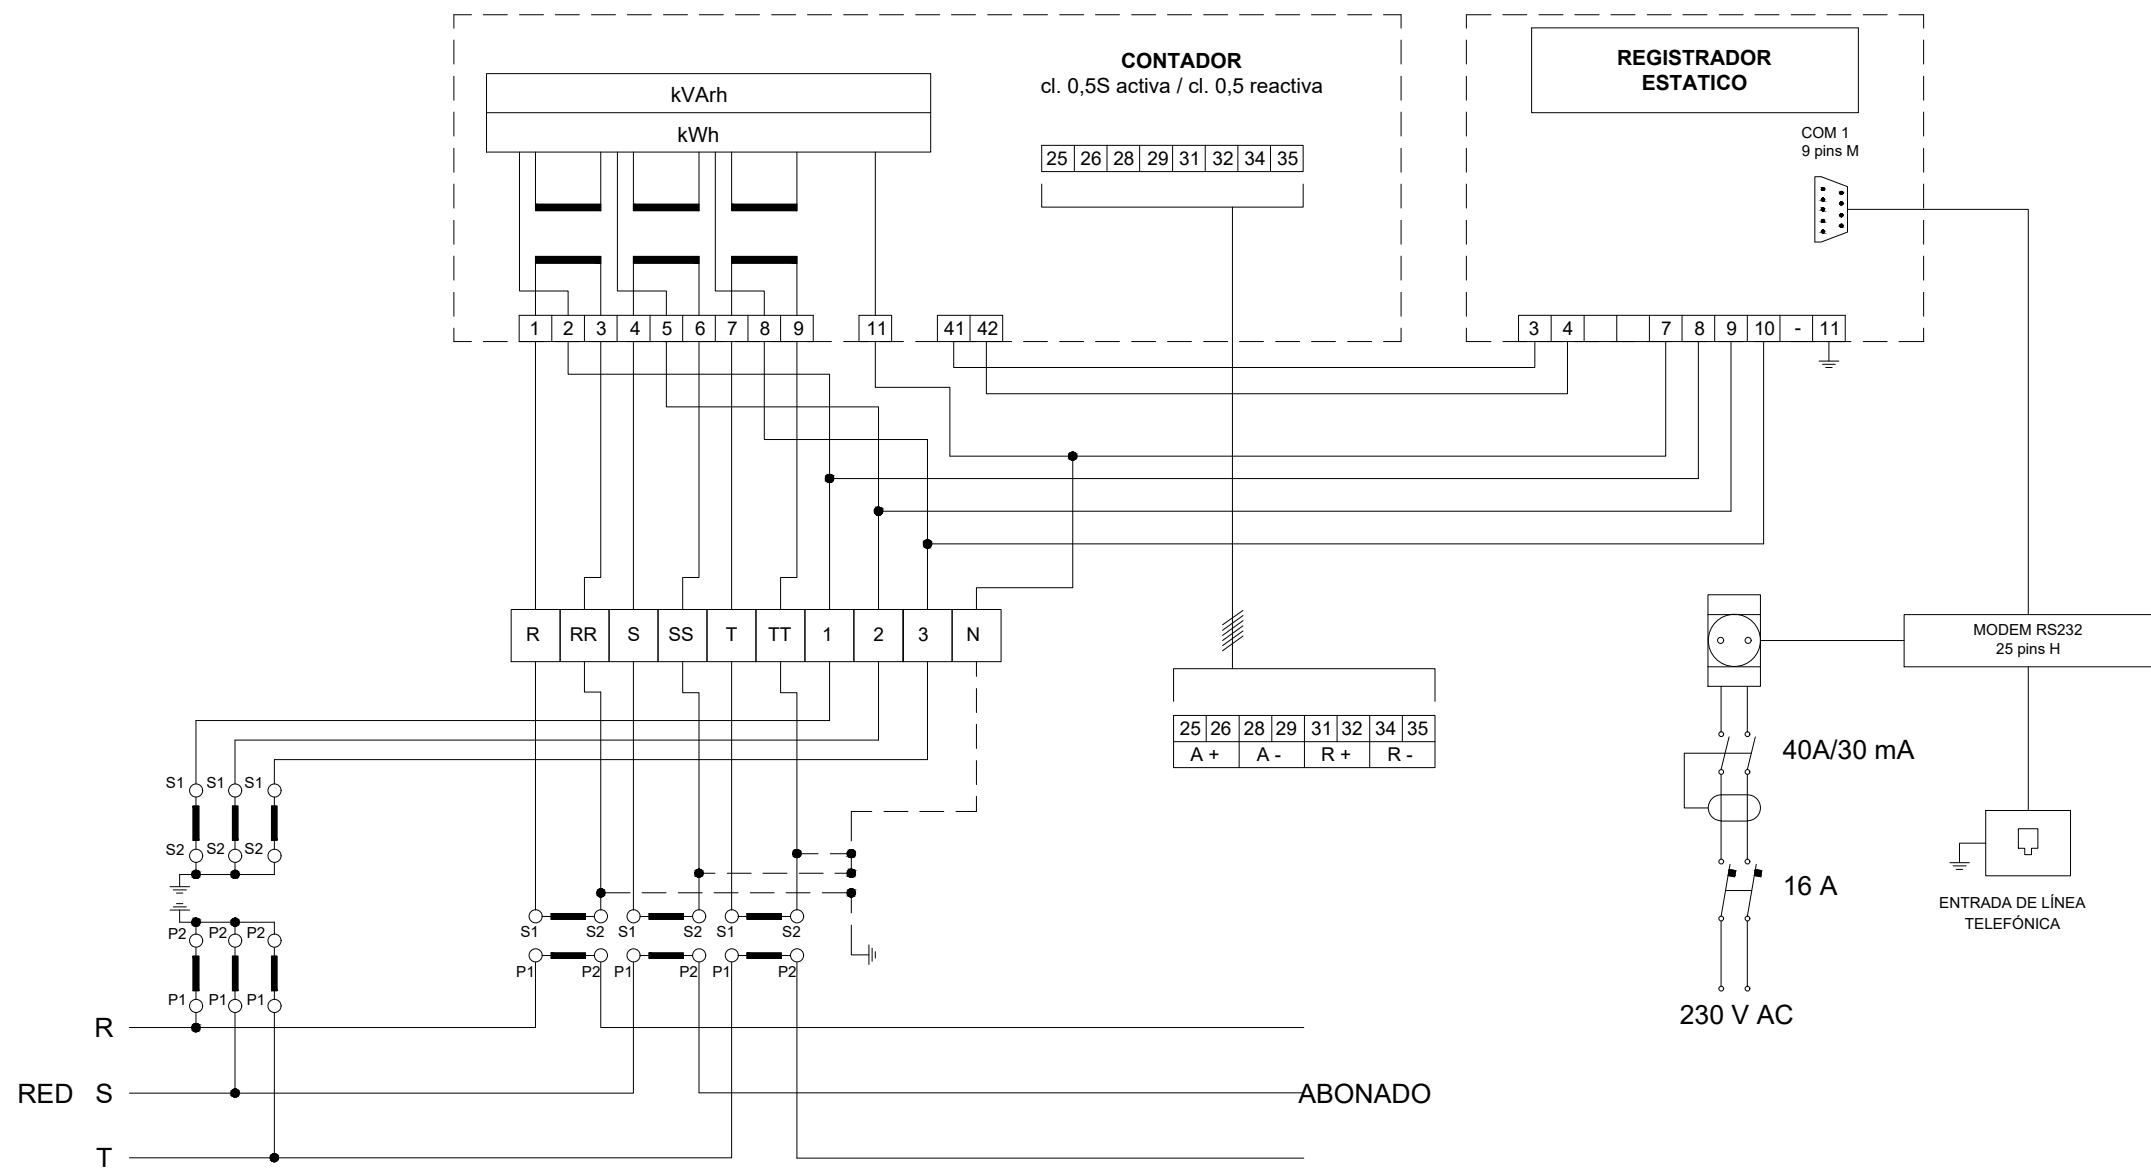 CONTADOR
cl. 0,5S activa / cl. 0,5 reactiva
REGISTRADOR
ESTATICO
kVArh
kWh
COM 1
9 pins M
25 26 28 29 31 32 34 35
1 2 3 4 5 6 7 8 9 11 41 42
3 4 7 8 9 10 - 11
R RR S SS T TT 1 2 3 N
MODEM RS232
25 pins H
25 26 28 29 31 32 34 35
A + A - R + R -
40A/30 mA
S1 S1 S1
S2 S2 S2
16 A
ENTRADA DE LÍNEA
TELEFÓNICA
P2 P2 P2
S1 S2 S1 S2 S1 S2
P1 P2 P1 P2 P1 P2
P1 P1 P1
230 V AC
R
RED S
ABONADO
T